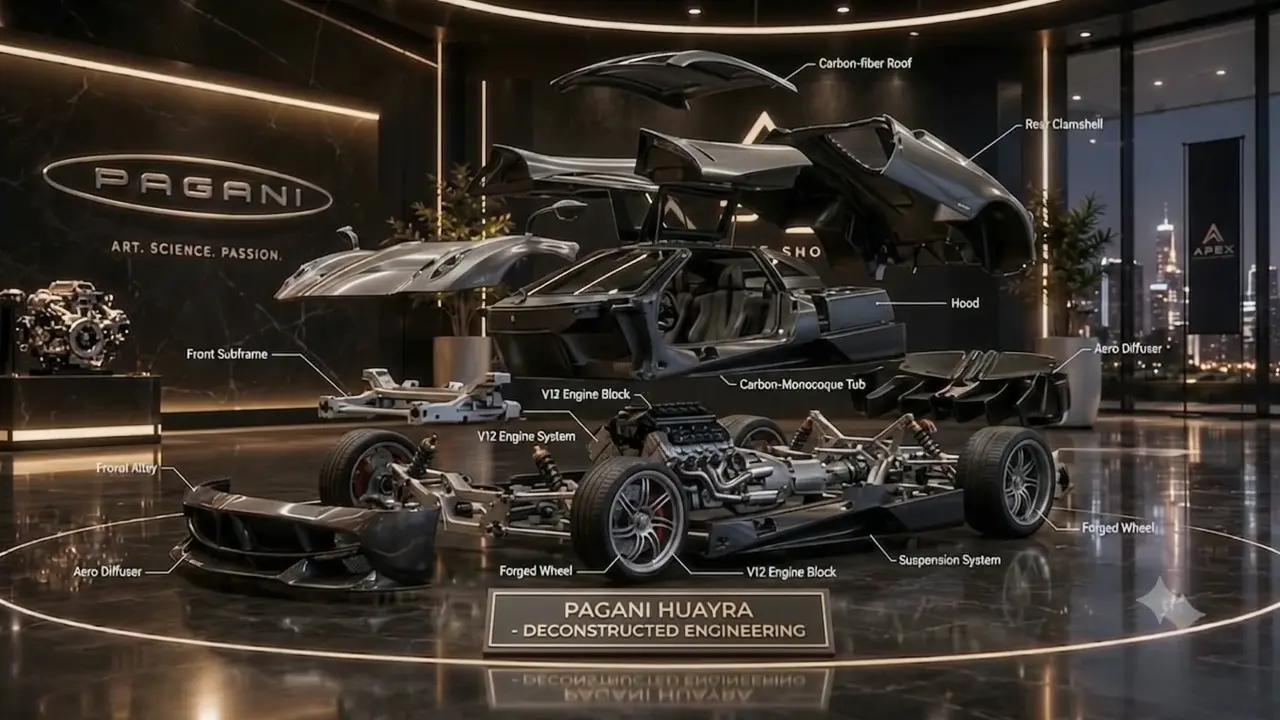 Carbon-fiber Roof
Rear Clamshell
PAGANI
ART. SCIENCE. PASSION.
SHO
APEX
Hood
Front Subframe
Aero Diffuser
Carbon-Monocoque Tub
V12 Engine Block
V12 Engine System
Aero Diffuser
Forged Wheel
V12 Engine Block
Suspension System
Forged Wheel
PAGANI HUAYRA
- DECONSTRUCTED ENGINEERING